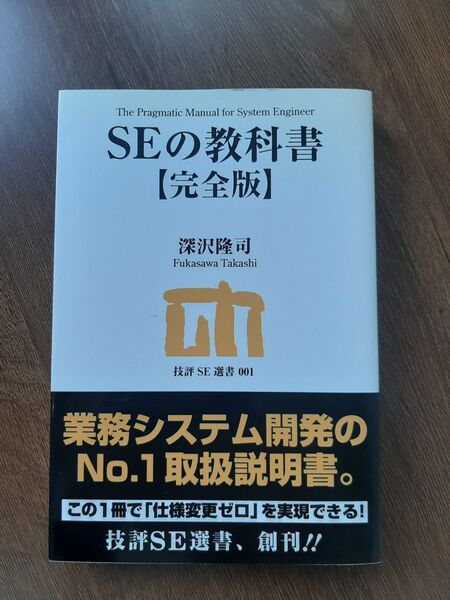 The Pragmatic Manual for System Engineer
SEの教科書
【完全版】
深沢隆司
Fukasawa Takashi
技評SE選書 001
業務システム開発の
No.1取扱説明書。
この1冊で「仕様変更ゼロ」を実現できる!
技評SE選書、創刊!!